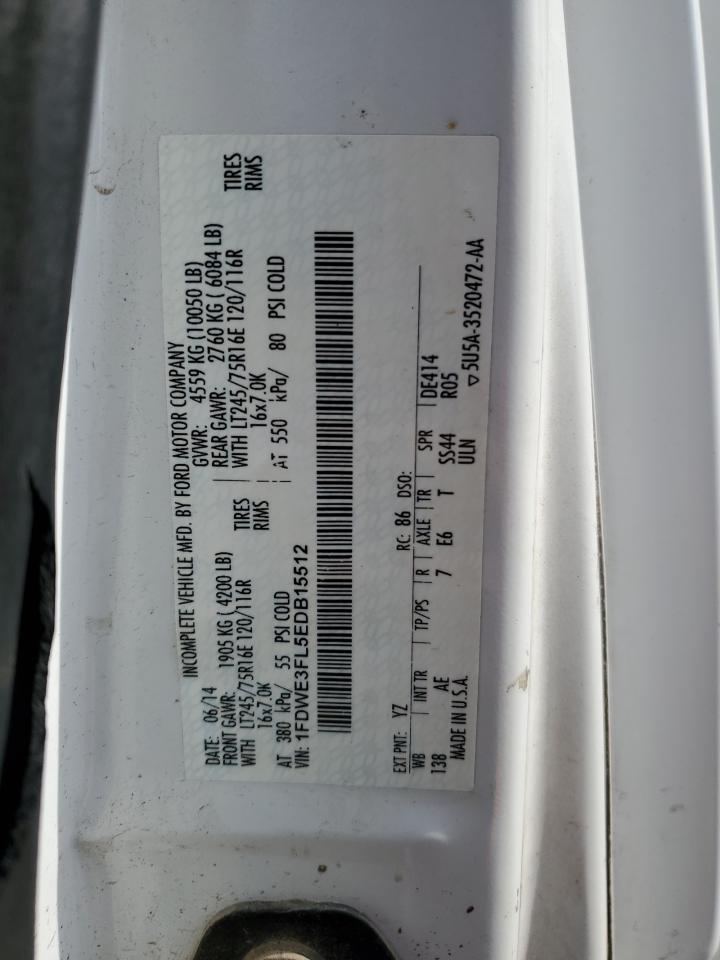 INCOMPLETE VEHICLE MFD. BY FORD MOTOR COMPANY
DATE: 06/14 GVWR: 4559 KG (10050 LB)
FRONT GAWR: 1905 KG ( 4200 LB) REAR GAWR: 2760 KG ( 6084 LB)
WITH LT245/75R16E 120/116R TIRES WITH LT245/75R16E 120/116R TIRES
16x7.0K RIMS 16x7.0K RIMS
AT 380 kPa/ 55 PSI COLD AT 550 kPa/ 80 PSI COLD
VIN: 1FDWE3FL5EDB15512
EXT PNT: YZ RC: 86 DSO:
WB INT TR TP/PS R AXLE TR SPR
138 AE 7 E6 T SS44 DE414
ULN R05
MADE IN U.S.A.
▽5U5A-3520472-AA